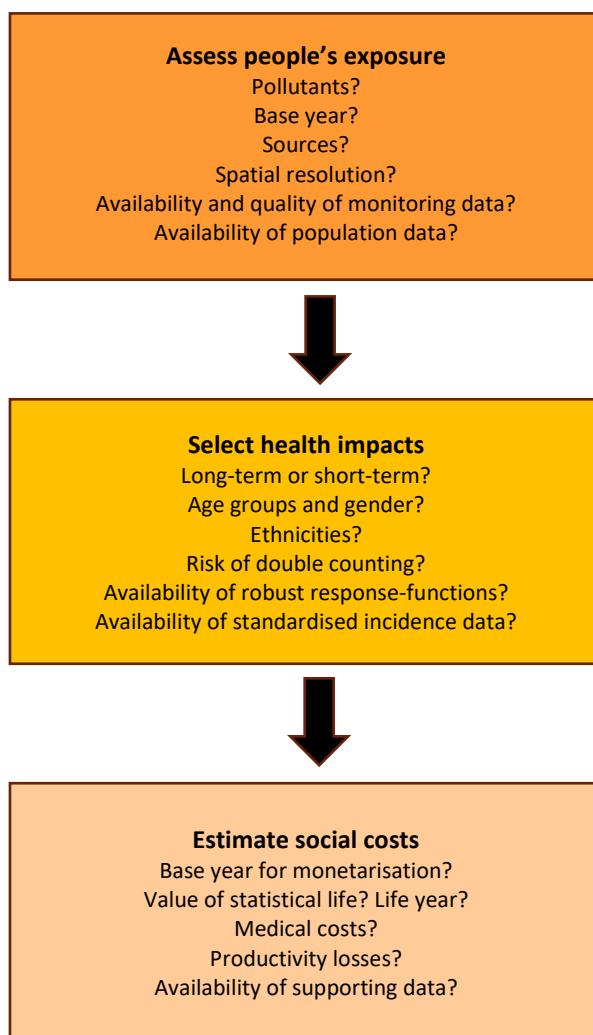 Assess people’s exposure
Pollutants?
Base year?
Sources?
Spatial resolution?
Availability and quality of monitoring data?
Availability of population data?
Select health impacts
Long-term or short-term?
Age groups and gender?
Ethnicities?
Risk of double counting?
Availability of robust response-functions?
Availability of standardised incidence data?
Estimate social costs
Base year for monetarisation?
Value of statistical life? Life year?
Medical costs?
Productivity losses?
Availability of supporting data?